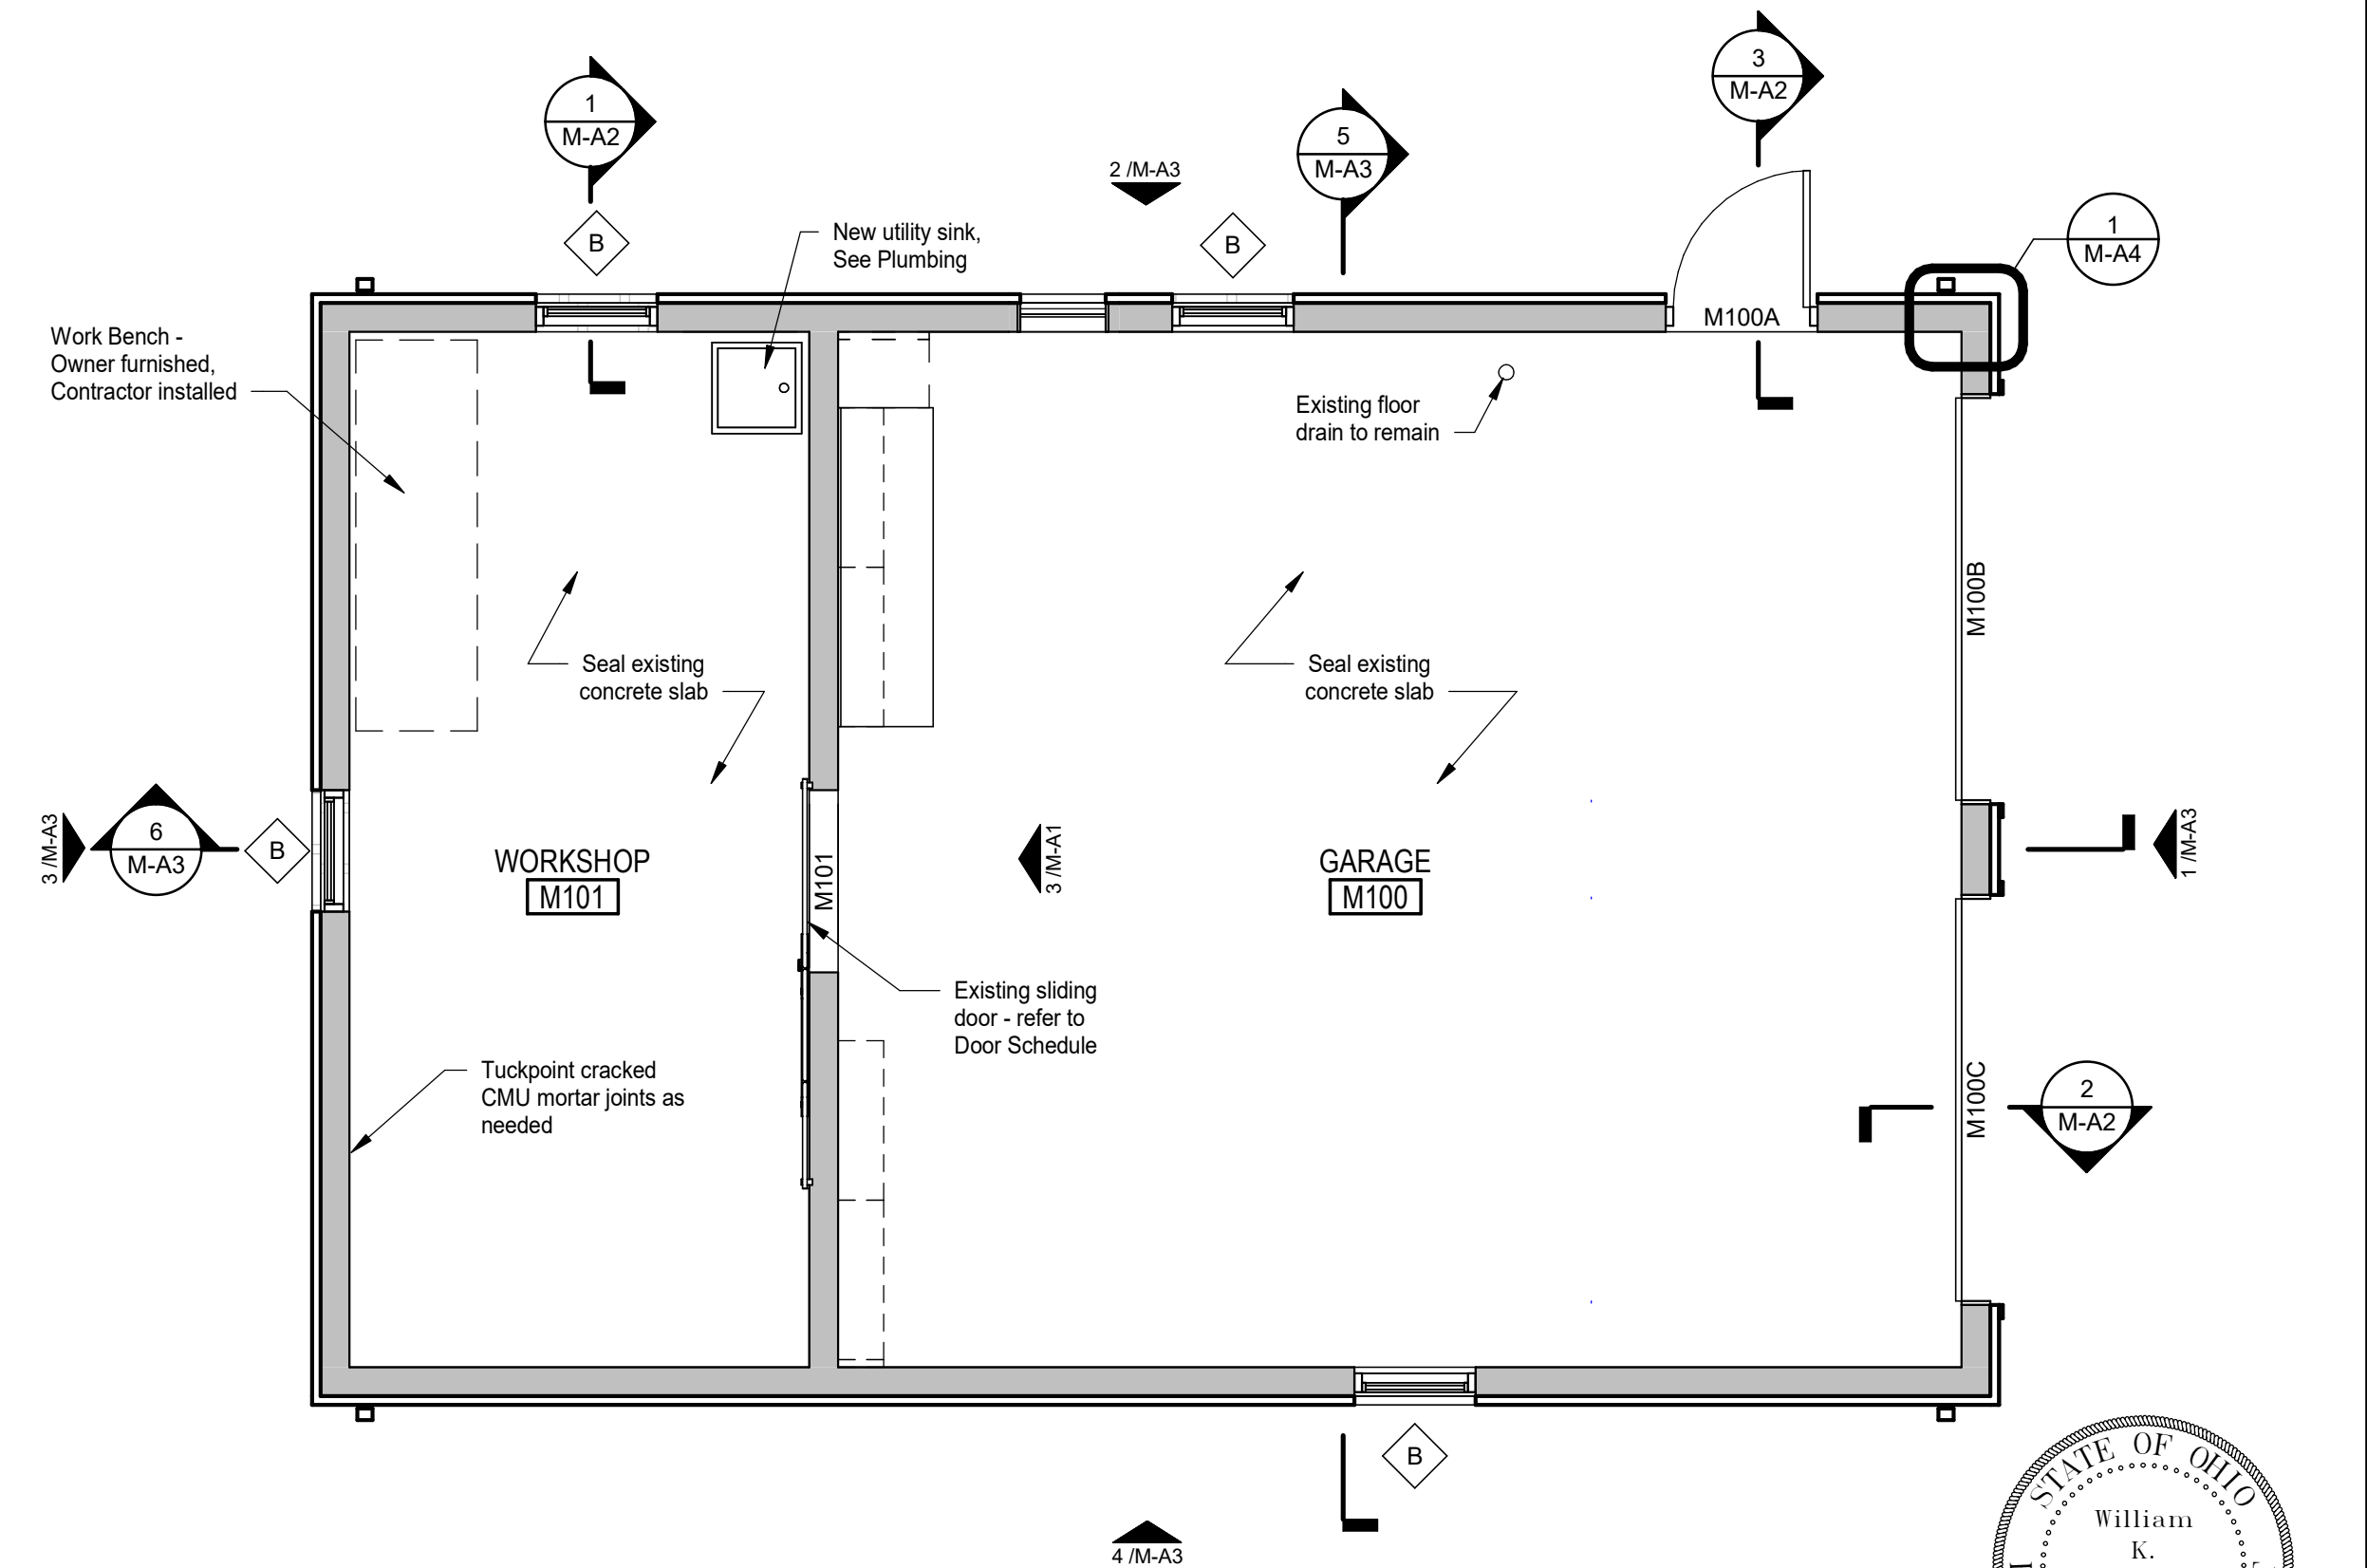 3
M-A2
1
M-A2
5
M-A3
2 /M-A3
1
M-A4
B
B
New utility sink,
See Plumbing
M100A
Work Bench -
Owner furnished,
Contractor installed
Existing floor
drain to remain
M100B
Seal existing
concrete slab
Seal existing
concrete slab
3 /M-A3
6
M-A3
B
WORKSHOP
M101
M101
3 /M-A1
GARAGE
M100
1 /M-A3
Existing sliding
door - refer to
Door Schedule
Tuckpoint cracked
CMU mortar joints as
needed
M100C
2
M-A2
B
4 /M-A3
STATE OF OHIO
William
K.